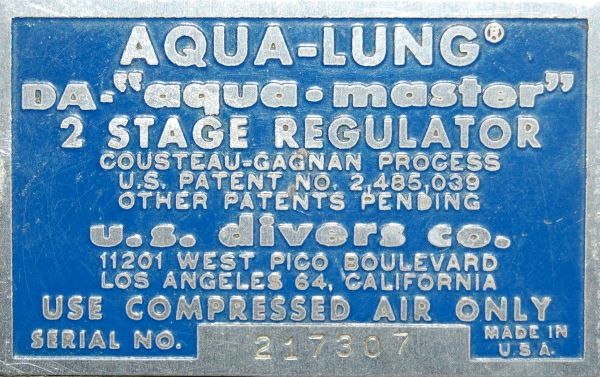 AQUA-LUNG®
DA-"aqua•master"
2 STAGE REGULATOR
COUSTEAU-GAGNAN PROCESS
U.S. PATENT NO. 2,485,039
OTHER PATENTS PENDING
u.s. divers co.
11201 WEST PICO BOULEVARD
LOS ANGELES 64, CALIFORNIA
USE COMPRESSED AIR ONLY
SERIAL NO. 217307 MADE IN
U.S.A.